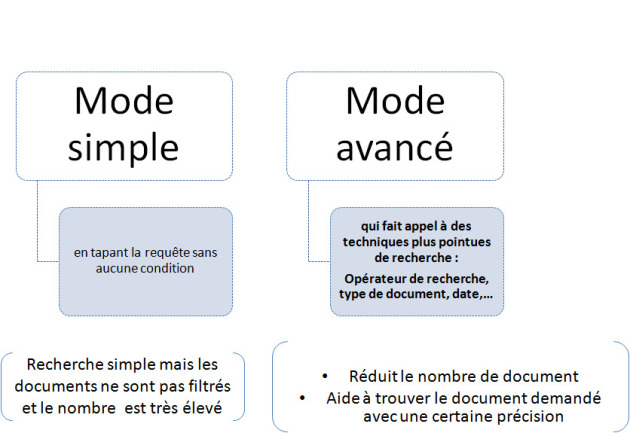 Mode
simple
en tapant la requête sans
aucune condition
Recherche simple mais les
documents ne sont pas filtrés
et le nombre est très élevé
Mode
avancé
qui fait appel à des
techniques plus pointues
de recherche :
Opérateur de recherche,
type de document, date,...
• Réduit le nombre de document
• Aide à trouver le document demandé
avec une certaine précision